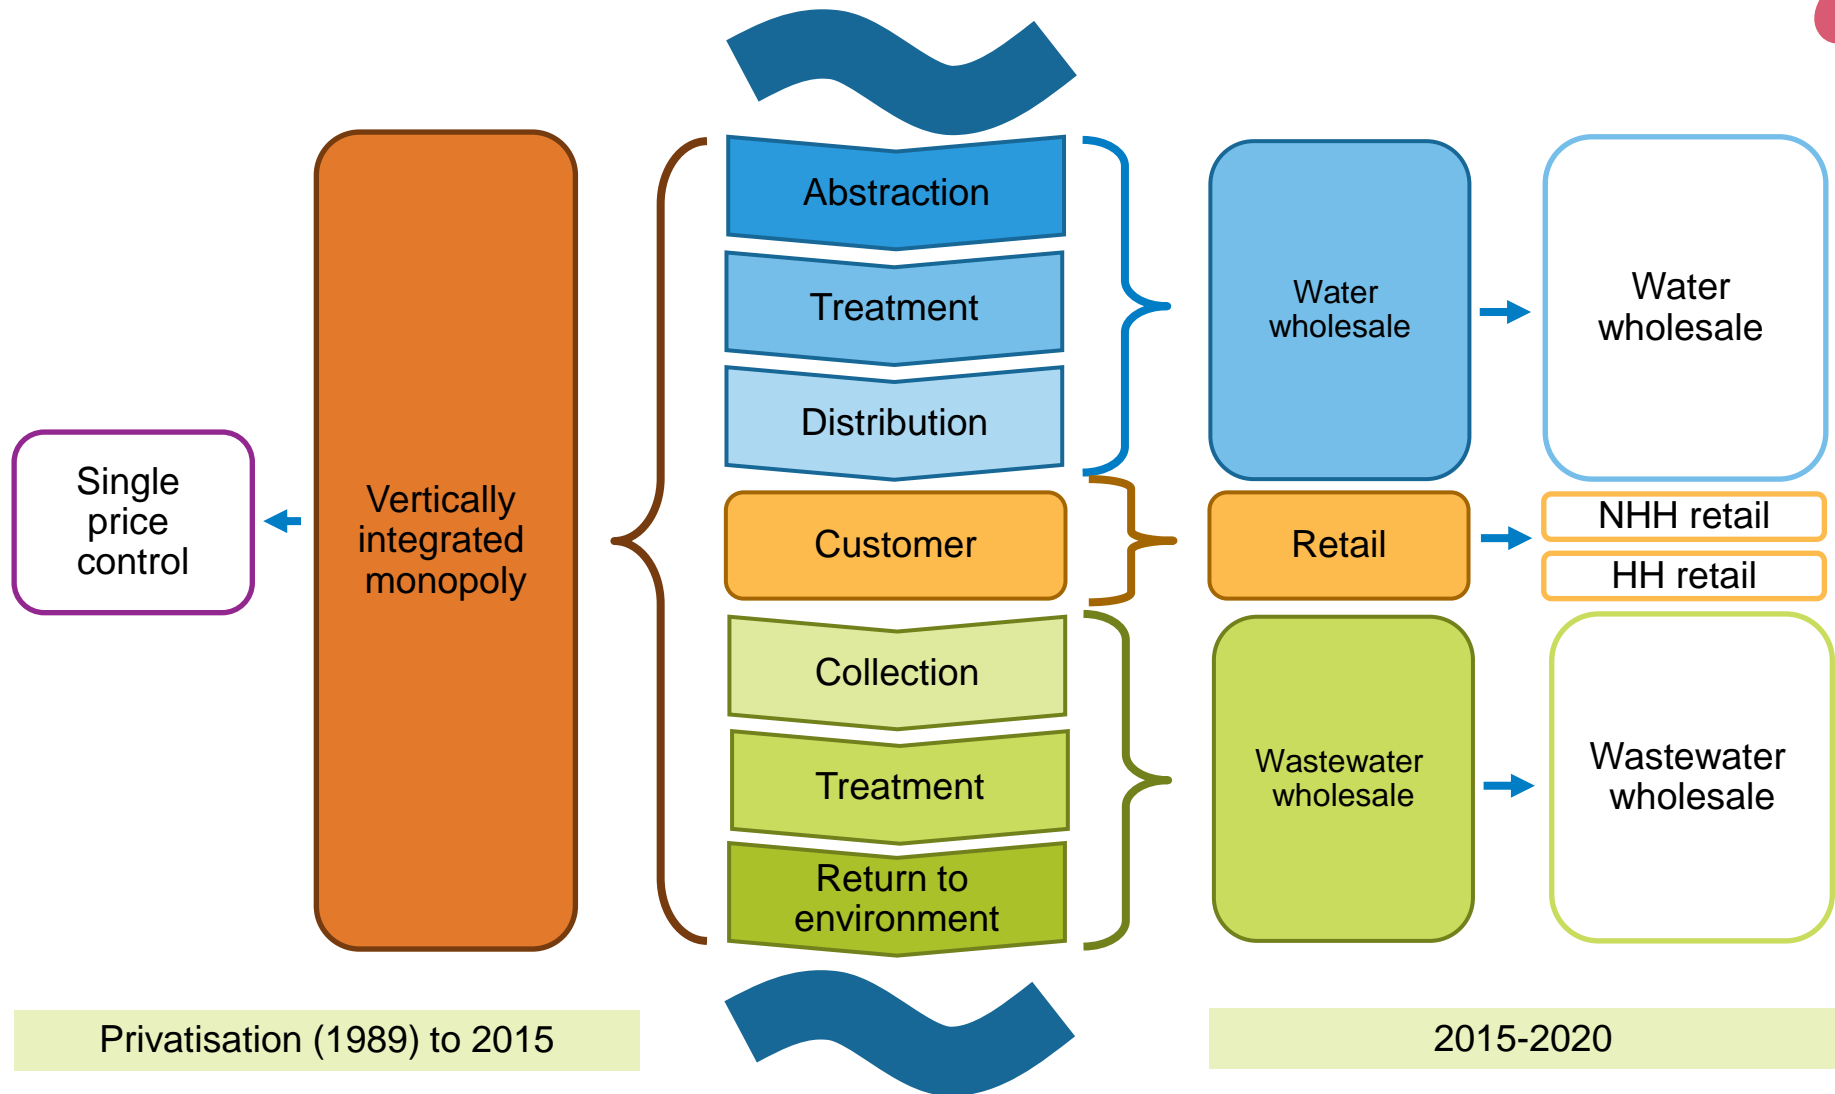 Single
price
control
Vertically
integrated
monopoly
Abstraction
Treatment
Distribution
Customer
Collection
Treatment
Return to
environment
Water
wholesale
Retail
Wastewater
wholesale
Water
wholesale
NHH retail
HH retail
Wastewater
wholesale
Privatisation (1989) to 2015
2015-2020